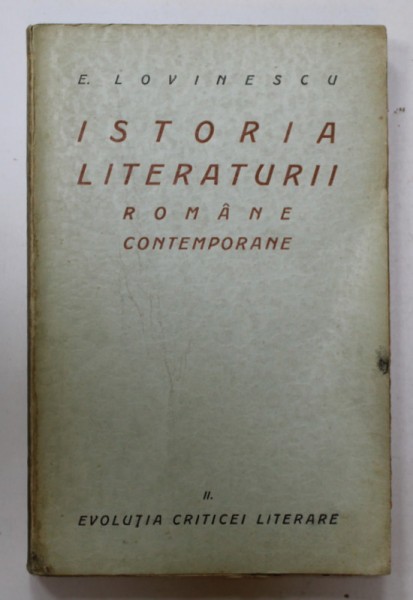 E. LOVINESCU
ISTORIA
LITERATURII
ROMÂNE
CONTEMPORANE
II.
EVOLUȚIA CRITICEI LITERARE